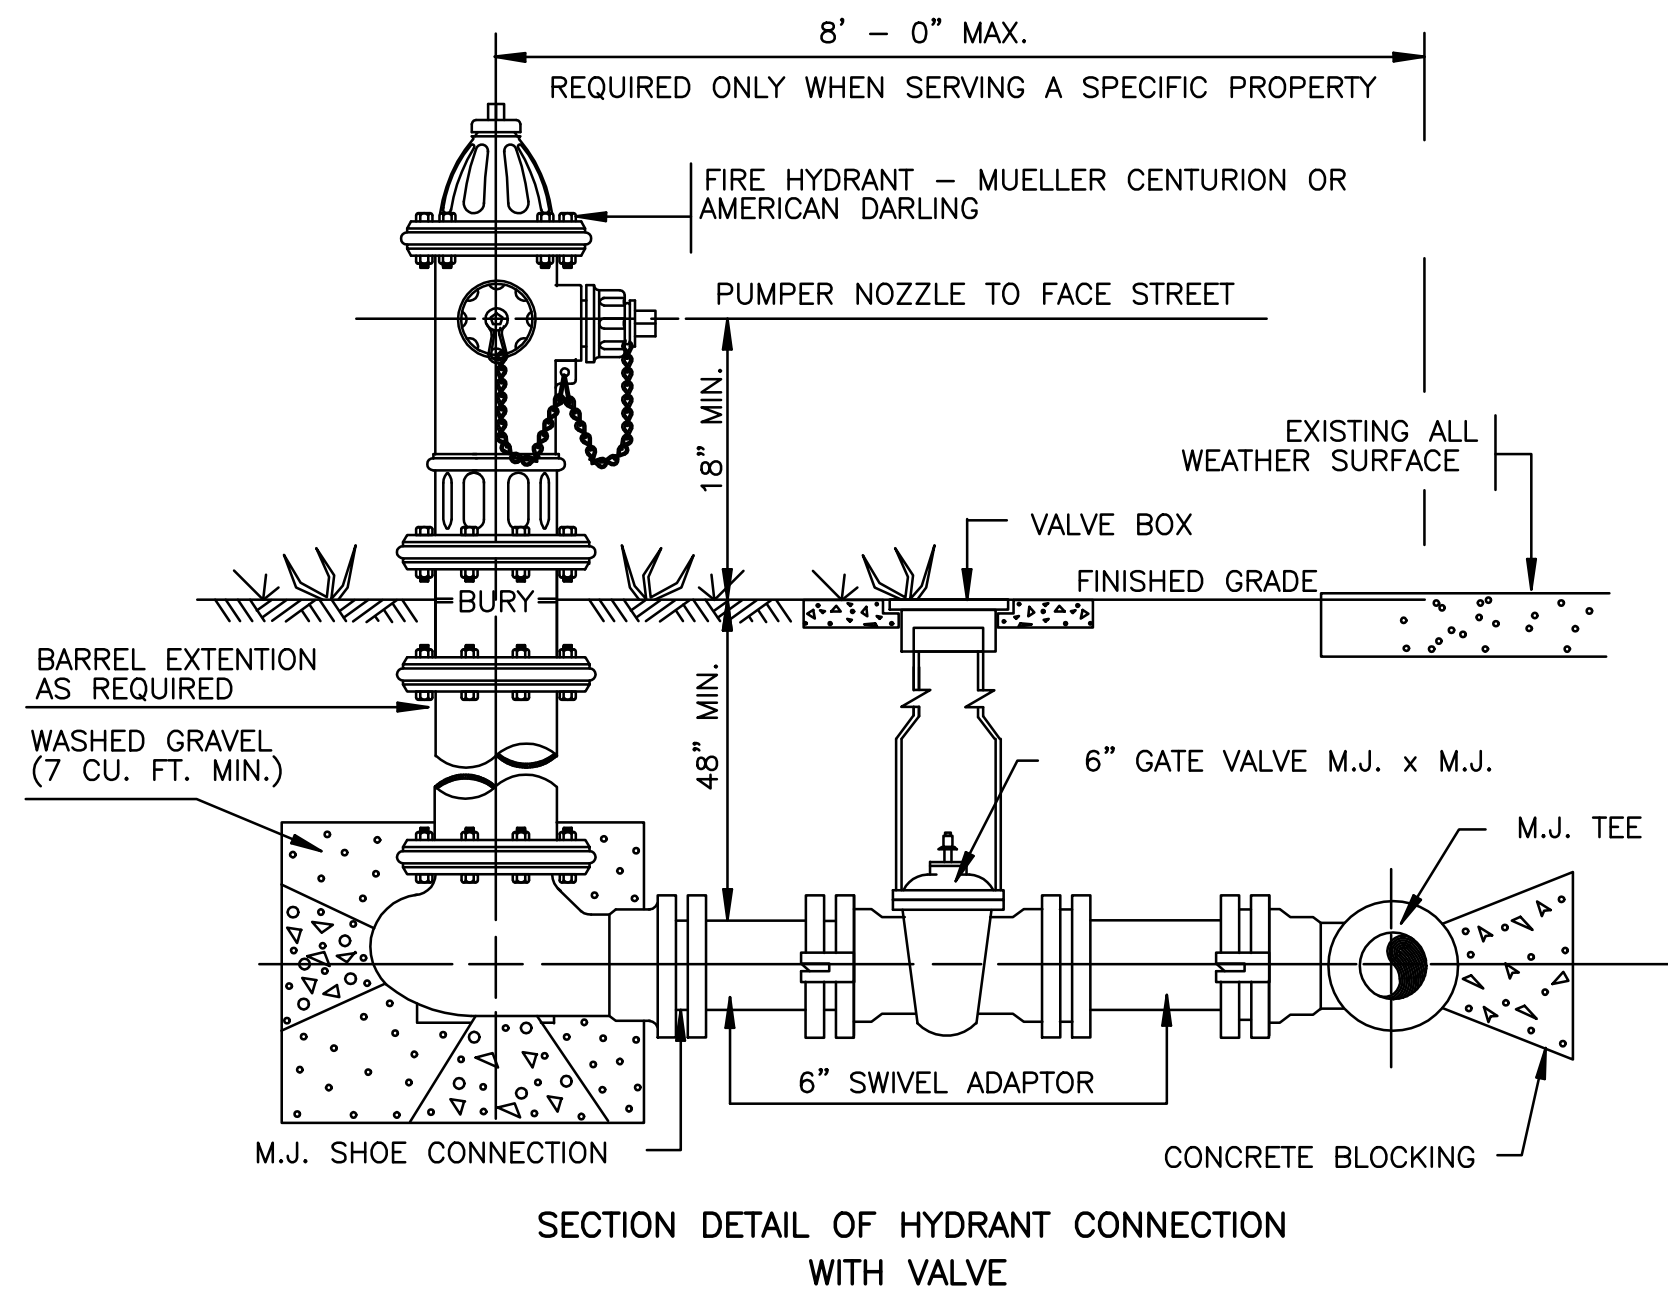 8' - 0" MAX.
REQUIRED ONLY WHEN SERVING A SPECIFIC PROPERTY
FIRE HYDRANT - MUELLER CENTURION OR
AMERICAN DARLING
PUMPER NOZZLE TO FACE STREET
18" MIN.
EXISTING ALL
WEATHER SURFACE
VALVE BOX
FINISHED GRADE
BURY
BARREL EXTENTION
AS REQUIRED
48" MIN.
WASHED GRAVEL
(7 CU. FT. MIN.)
6" GATE VALVE M.J. x M.J.
M.J. TEE
6" SWIVEL ADAPTOR
M.J. SHOE CONNECTION
CONCRETE BLOCKING
SECTION DETAIL OF HYDRANT CONNECTION
WITH VALVE